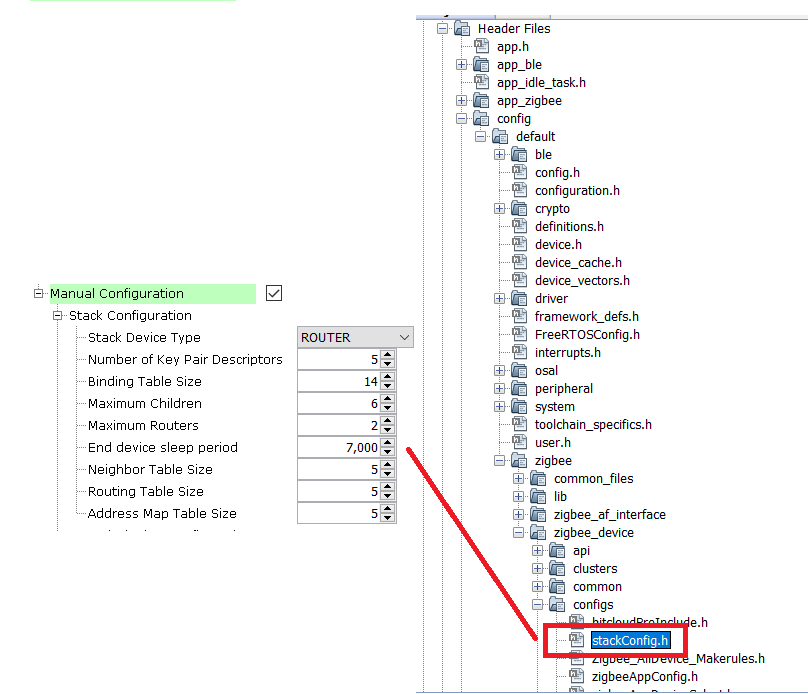 Manual Configuration
Stack Configuration
Stack Device Type ROUTER
Number of Key Pair Descriptors 5
Binding Table Size 14
Maximum Children 6
Maximum Routers 2
End device sleep period 7,000
Neighbor Table Size 5
Routing Table Size 5
Address Map Table Size 5
Header Files
app.h
app_ble
app_idle_task.h
app_zigbee
config
default
ble
config.h
configuration.h
crypto
definitions.h
device.h
device_cache.h
device_vectors.h
driver
framework_defs.h
FreeRTOSConfig.h
interrupts.h
osal
peripheral
system
toolchain_specifics.h
user.h
zigbee
common_files
lib
zigbee_af_interface
zigbee_device
api
clusters
common
configs
bitcloudProInclude.h
stackConfig.h
Zigbee_AllDevice_Makerules.h
zigbeeAppConfig.h